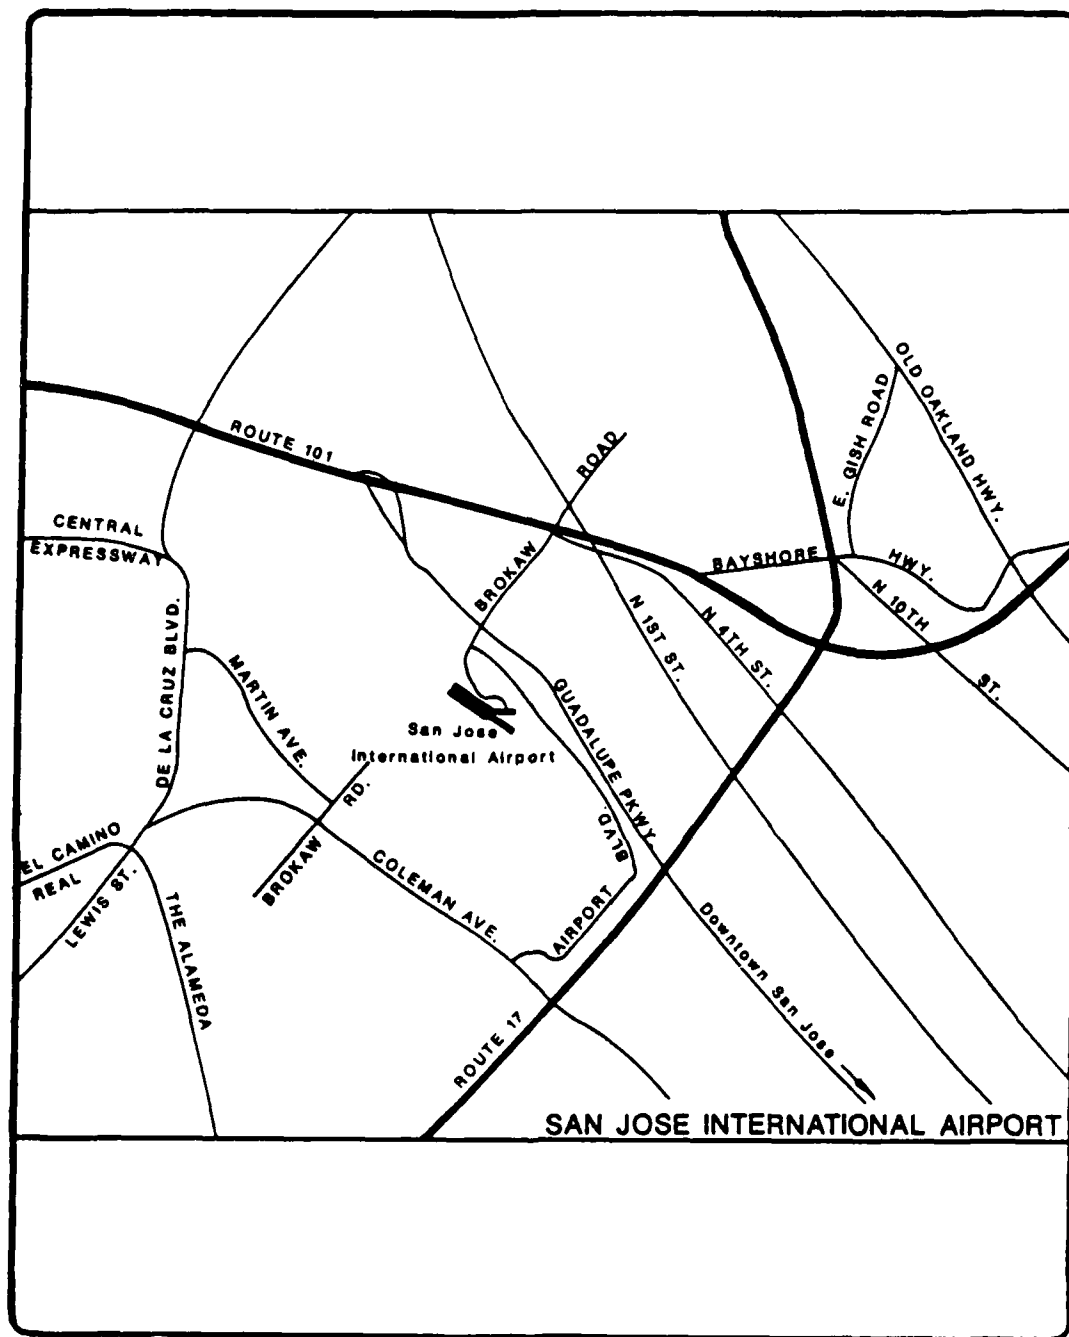 OLD OAKLAND HWY.
E. GISH ROAD
ROUTE 101
ROAD
CENTRAL
EXPRESSWAY
BROKAW
BAYSHORE
HWY.
N 10TH
ST.
N 1ST ST.
N 4TH ST.
DE LA CRUZ BLVD.
MARTIN AVE.
GUADALUPE PKWY.
San Jose
International Airport
RD.
BROKAW
BLVD.
AIRPORT
EL CAMINO
REAL
LEWIS ST.
THE ALAMEDA
COLEMAN AVE.
Downtown San Jose
ROUTE 17
SAN JOSE INTERNATIONAL AIRPORT